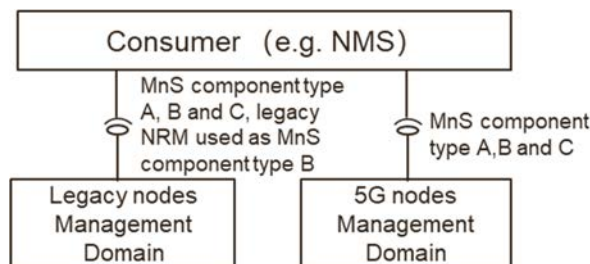 Consumer (e.g. NMS)
MnS component type
A, B and C, legacy
NRM used as MnS
component type B
MnS component
type A,B and C
Legacy nodes
Management
Domain
5G nodes
Management
Domain